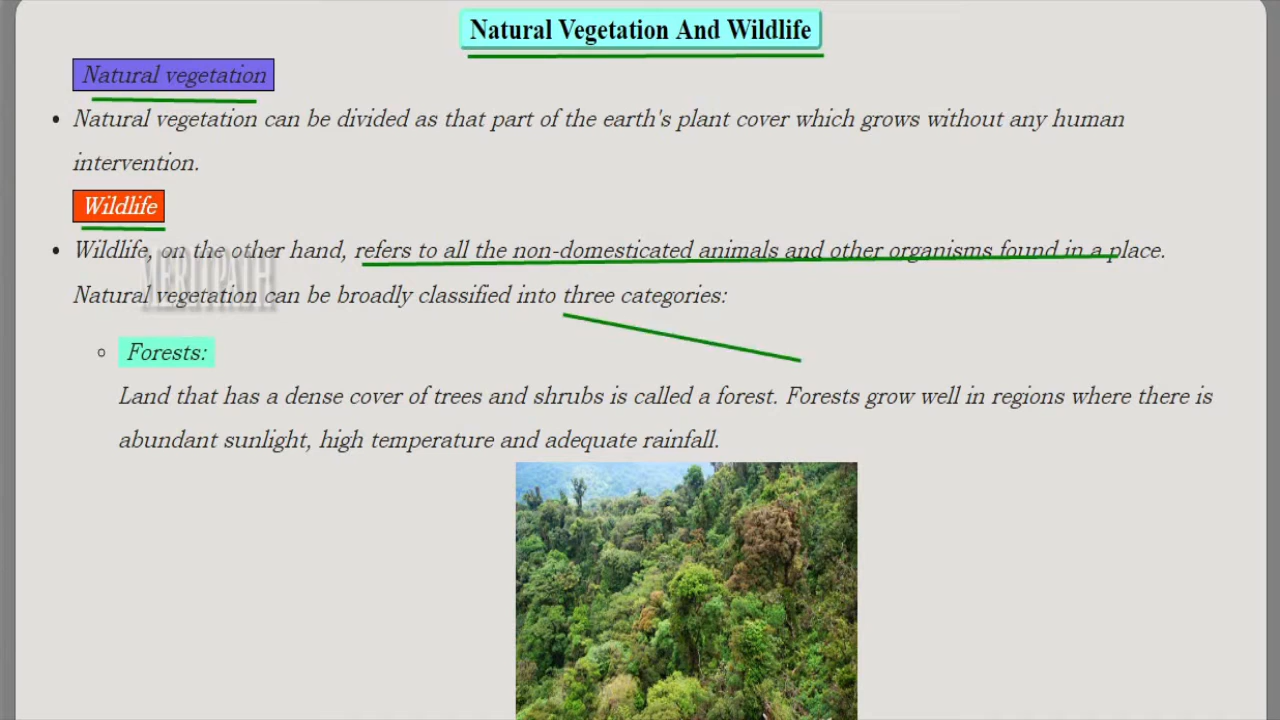 Natural Vegetation And Wildlife
Natural vegetation
• Natural vegetation can be divided as that part of the earth's plant cover which grows without any human
intervention.
Wildlife
• Wildlife, on the other hand, refers to all the non-domesticated animals and other organisms found in a place.
Natural vegetation can be broadly classified into three categories:
Forests:
Land that has a dense cover of trees and shrubs is called a forest. Forests grow well in regions where there is
abundant sunlight, high temperature and adequate rainfall.